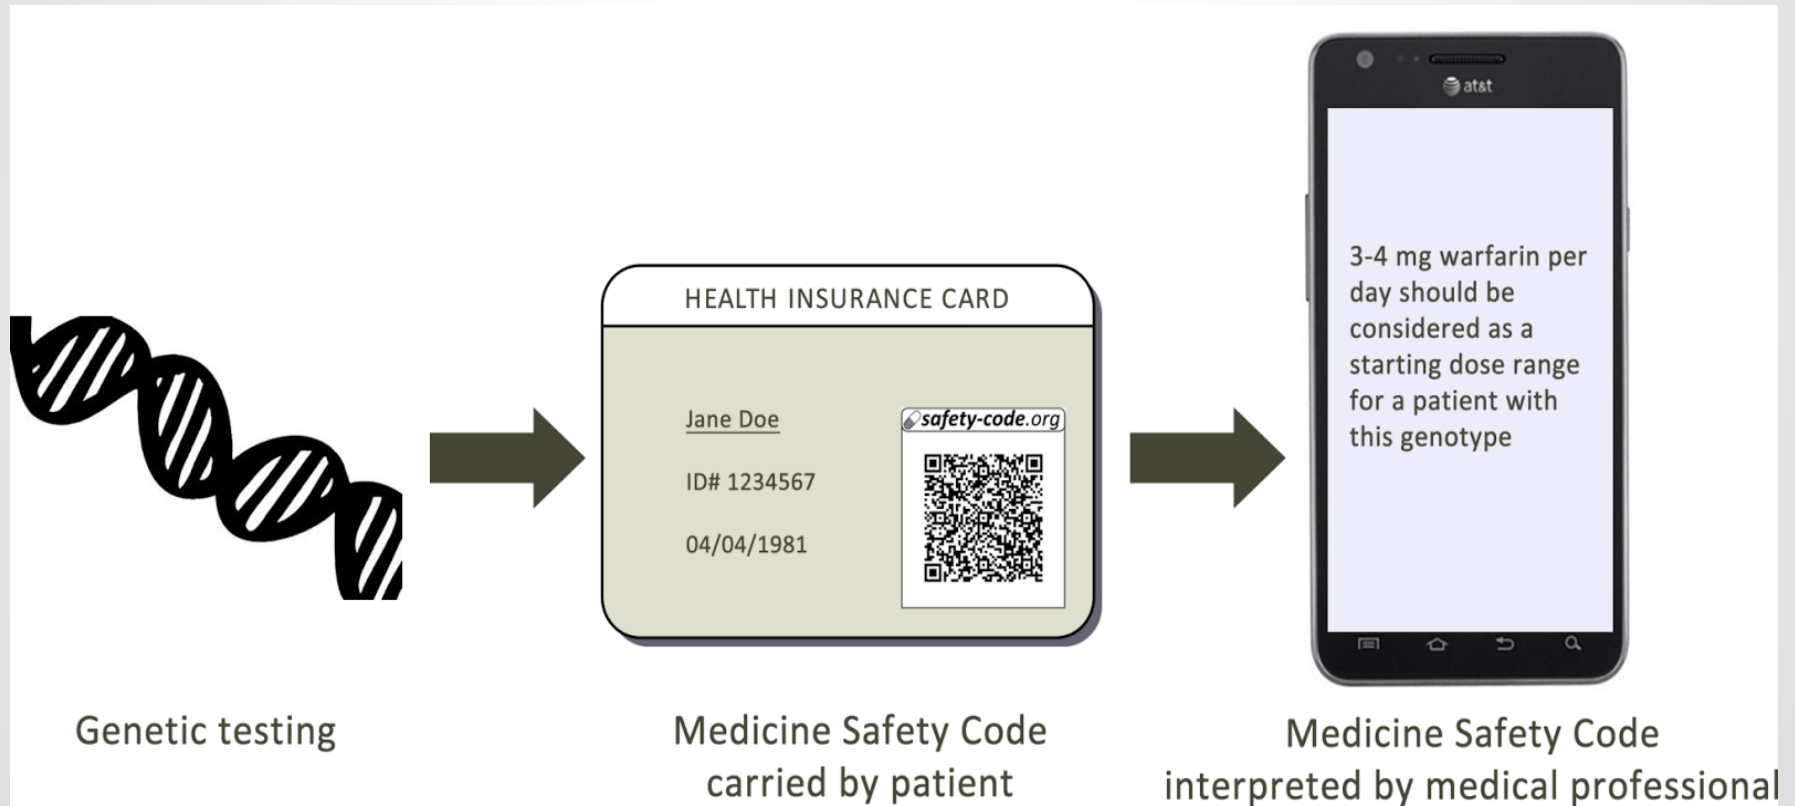 at&t
3-4 mg warfarin per
day should be
considered as a
starting dose range
for a patient with
this genotype
HEALTH INSURANCE CARD
Jane Doe
safety-code.org
ID# 1234567
04/04/1981
Genetic testing
Medicine Safety Code
carried by patient
Medicine Safety Code
interpreted by medical professional